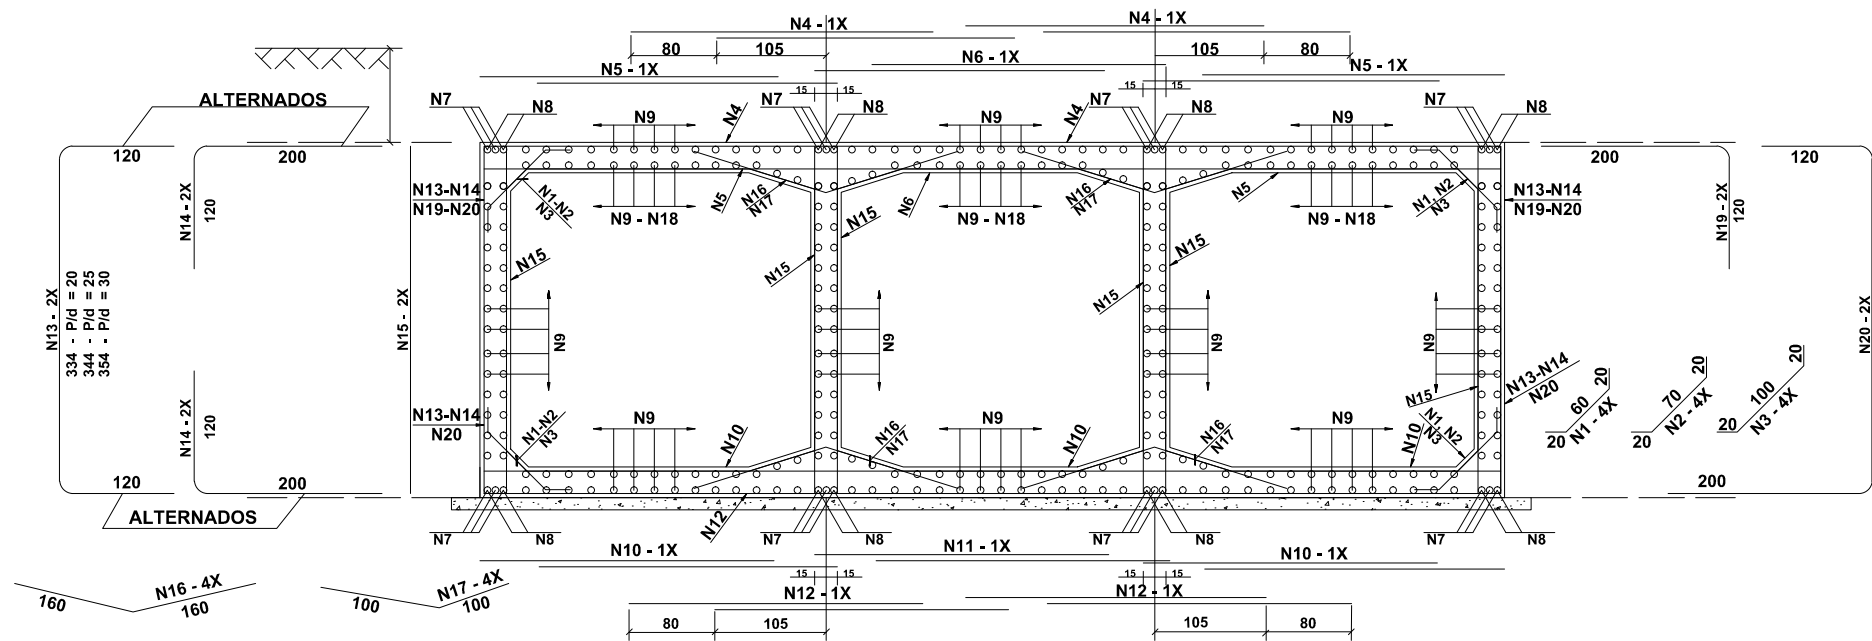 N4 - 1X
N4 - 1X
80
105
105
80
N5 - 1X
N6 - 1X
N5 - 1X
15
15
15
15
ALTERNADOS
N7
N8
N7
N8
N7
N8
N7
N8
N9
N4
N9
N4
N9
120
200
200
120
N14 - 2X
120
N13-N14
N19-N20
N1-N2
N3
N5
N16
N17
N9 - N18
N15
N6
N9 - N18
N16
N17
N15
N5
N9 - N18
N1, N2
N3
N13-N14
N19-N20
N19 - 2X
120
N15
N15
N15
N13 - 2X
334 - P/d = 20
344 - P/d = 25
354 - P/d = 30
N15 - 2X
N9
N9
N9
N9
N20 - 2X
N14 - 2X
120
N13-N14
N20
N1-N2
N3
N9
N10
N16
N17
N9
N10
N16
N17
N9
N15
N1, N2
N3
N10
N13-N14
N20
20
60
20
N1 - 4X
20
70
20
N2 - 4X
20
100
20
N3 - 4X
120
200
200
ALTERNADOS
N12
N7
N8
N7
N8
N7
N8
N7
N8
N10 - 1X
N11 - 1X
N10 - 1X
15
15
15
15
N16 - 4X
160
160
N17 - 4X
100
100
N12 - 1X
N12 - 1X
80
105
105
80